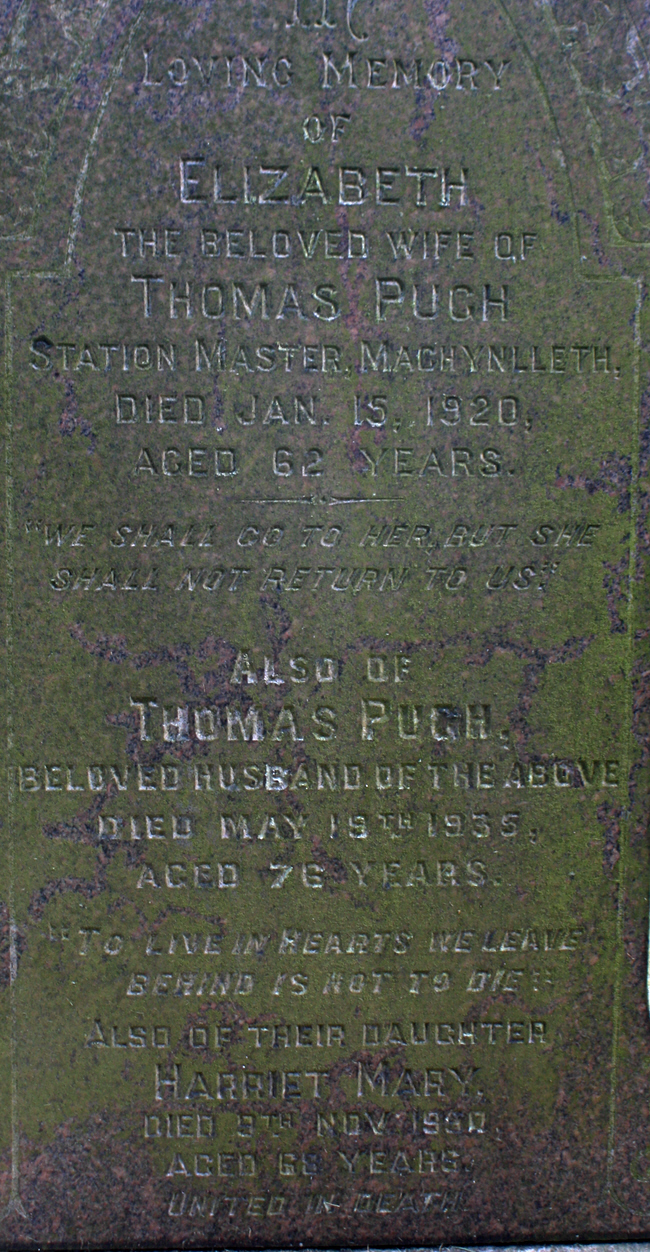 IN
LOVING MEMORY
OF
ELIZABETH
THE BELOVED WIFE OF
THOMAS PUGH
STATION MASTER, MACHYNLLETH,
DIED JAN. 15, 1920,
AGED 62 YEARS.
"WE SHALL GO TO HER, BUT SHE
SHALL NOT RETURN TO US."
ALSO OF
THOMAS PUGH,
BELOVED HUSBAND OF THE ABOVE
DIED MAY 19TH 1935,
AGED 76 YEARS.
"TO LIVE IN HEARTS WE LEAVE
BEHIND IS NOT TO DIE"
ALSO OF THEIR DAUGHTER
HARRIET MARY,
DIED NOV
AGED YEARS,
UNITED IN DEATH.